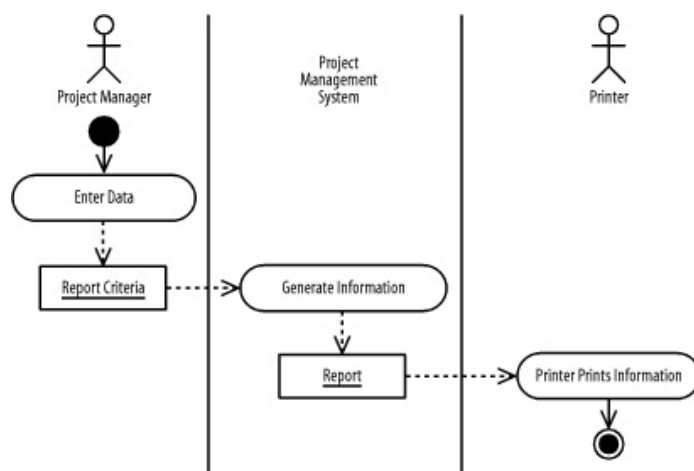 Project Manager
Project
Management
System
Printer
Enter Data
Report Criteria
Generate Information
Report
Printer Prints Information